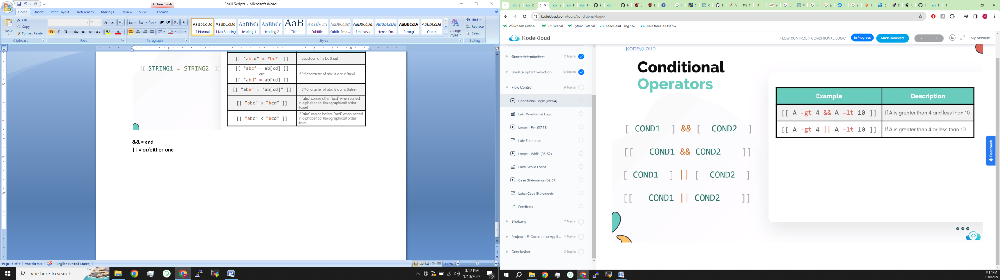 Shell Scripts - Microsoft Word
Picture Tools
Home
Insert
Page Layout
References
Mailings
Review
View
Format
Paste
Cut
Copy
Format Painter
Clipboard
11
Font
Paragraph
AaBbCcDd
¶ Normal
AaBbCcDd
¶ No Spacing
AaBbCc
Heading 1
AaBbCc
Heading 2
AaB
Title
AaBbCc
Subtitle
AaBbCcDd
Subtle Emp...
AaBbCcDd
Emphasis
AaBbCcDd
Intense Em...
AaBbCcDc
Strong
AaBbCcDd
Quote
Change
Styles
Styles
Find
Replace
Select
Editing
[[ STRING1 = STRING2 ]]
[[ "abcd" = *bc* ]]
If abcd contains bc (true)
[[ "abc" = ab[cd] ]]
or
[[ "abd" = ab[cd] ]]
If 3rd character of abc is c or d (true)
[[ "abe" = "ab[cd]" ]]
If 3rd character of abc is c or d (false)
[[ "abc" > "bcd" ]]
If "abc" comes after "bcd" when sorted
in alphabetical (lexographical) order
(false)
[[ "abc" < "bcd" ]]
If "abc" comes before "bcd" when sorted
in alphabetical (lexographical) order
(true)
&& = and
|| = or/either one
Page: 6 of 6
Words: 926
English (United States)
117%
Type here to search
8:17 PM
1/10/2024
18
kodekloud.com/topic/conditional-logic/
W3Schools Online...
Git Tutorial
Python Tutorial
KodeKloud - Engine...
Issue faced on the V...
KodeKloud
FLOW CONTROL > CONDITIONAL LOGIC
In Progress
Mark Complete
My Account
Course Introduction
2 Topics
Shell Script Introduction
13 Topics
Flow Control
9 Topics
Conditional Logic (08:54)
Lab: Conditional Logic
Loops - For (07:13)
Lab: For Loops
Loops - While (05:52)
Labs: While Loops
Case Statements (02:07)
Labs: Case Statements
Feedback
Shebang
7 Topics
Project - E-Commerce Appli...
4 Topics
Conclusion
2 Topics
KODEKLOUD
Conditional
Operators
[ COND1 ] && [ COND2 ]
[[ COND1 && COND2 ]]
[ COND1 ] || [ COND2 ]
[[ COND1 || COND2 ]]
Example
Description
[[ A -gt 4 && A -lt 10 ]]
If A is greater than 4 and less than 10
[[ A -gt 4 || A -lt 10 ]]
If A is greater than 4 or less than 10
Feedback
8:17 PM
1/10/2024